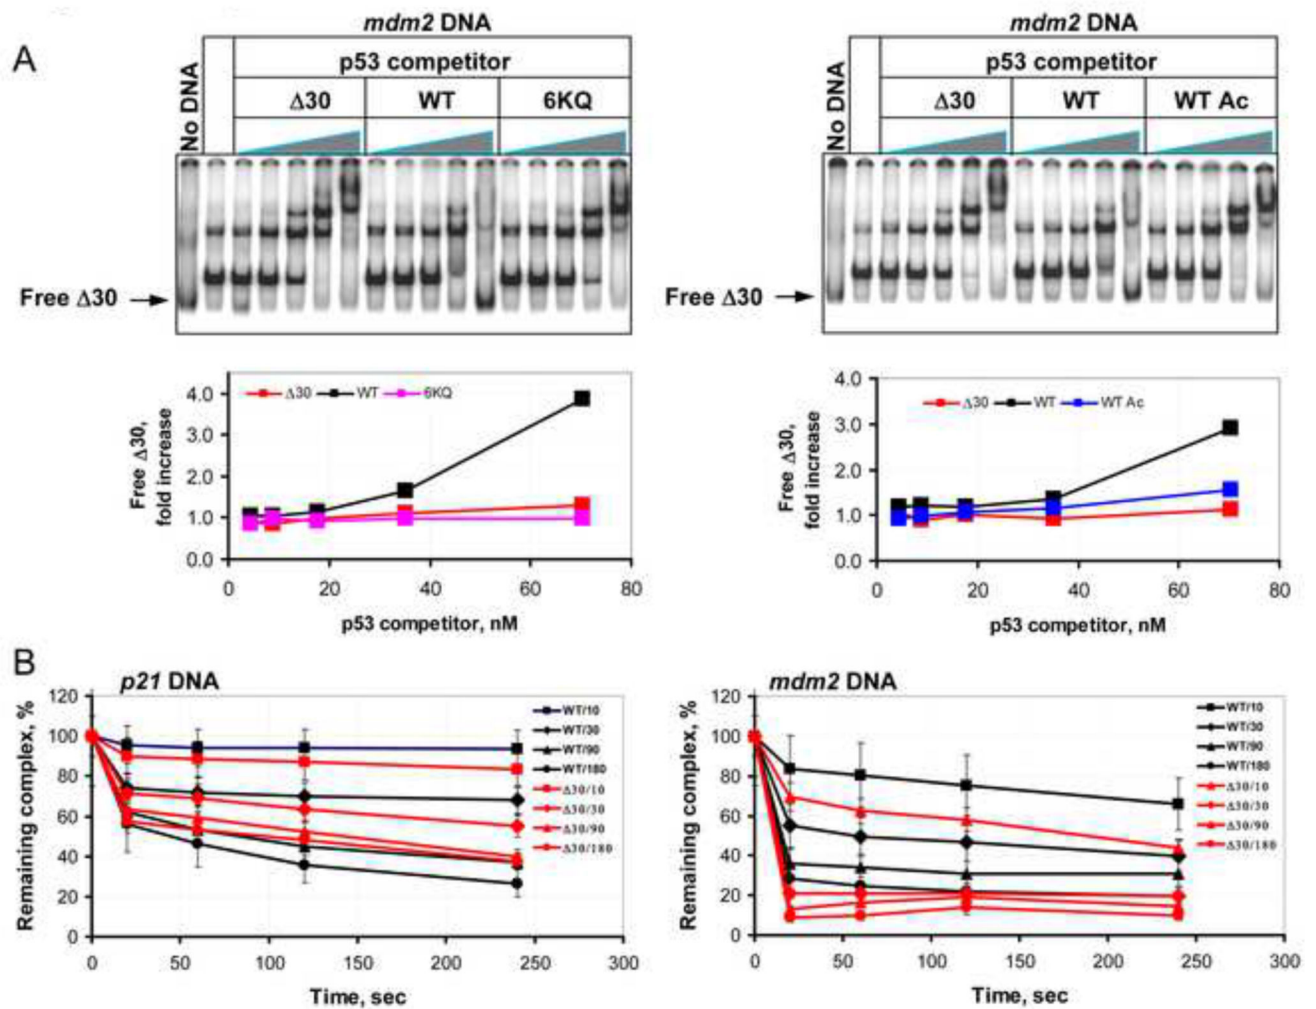 A
mdm2 DNA
No DNA
p53 competitor
Δ30 WT 6KQ
Free Δ30
mdm2 DNA
No DNA
p53 competitor
Δ30 WT WT Ac
Free Δ30
Free Δ30,
fold increase
4.0
3.0
2.0
1.0
0.0
Δ30 WT 6KQ
0 20 40 60 80
p53 competitor, nM
Free Δ30,
fold increase
4.0
3.0
2.0
1.0
0.0
Δ30 WT WT Ac
0 20 40 60 80
p53 competitor, nM
B
p21 DNA
Remaining complex, %
120
100
80
60
40
20
0
WT/10
WT/30
WT/90
WT/180
Δ30/10
Δ30/30
Δ30/90
Δ30/180
0 50 100 150 200 250 300
Time, sec
mdm2 DNA
Remaining complex, %
120
100
80
60
40
20
0
WT/10
WT/30
WT/90
WT/180
Δ30/10
Δ30/30
Δ30/90
Δ30/180
0 50 100 150 200 250 300
Time, sec